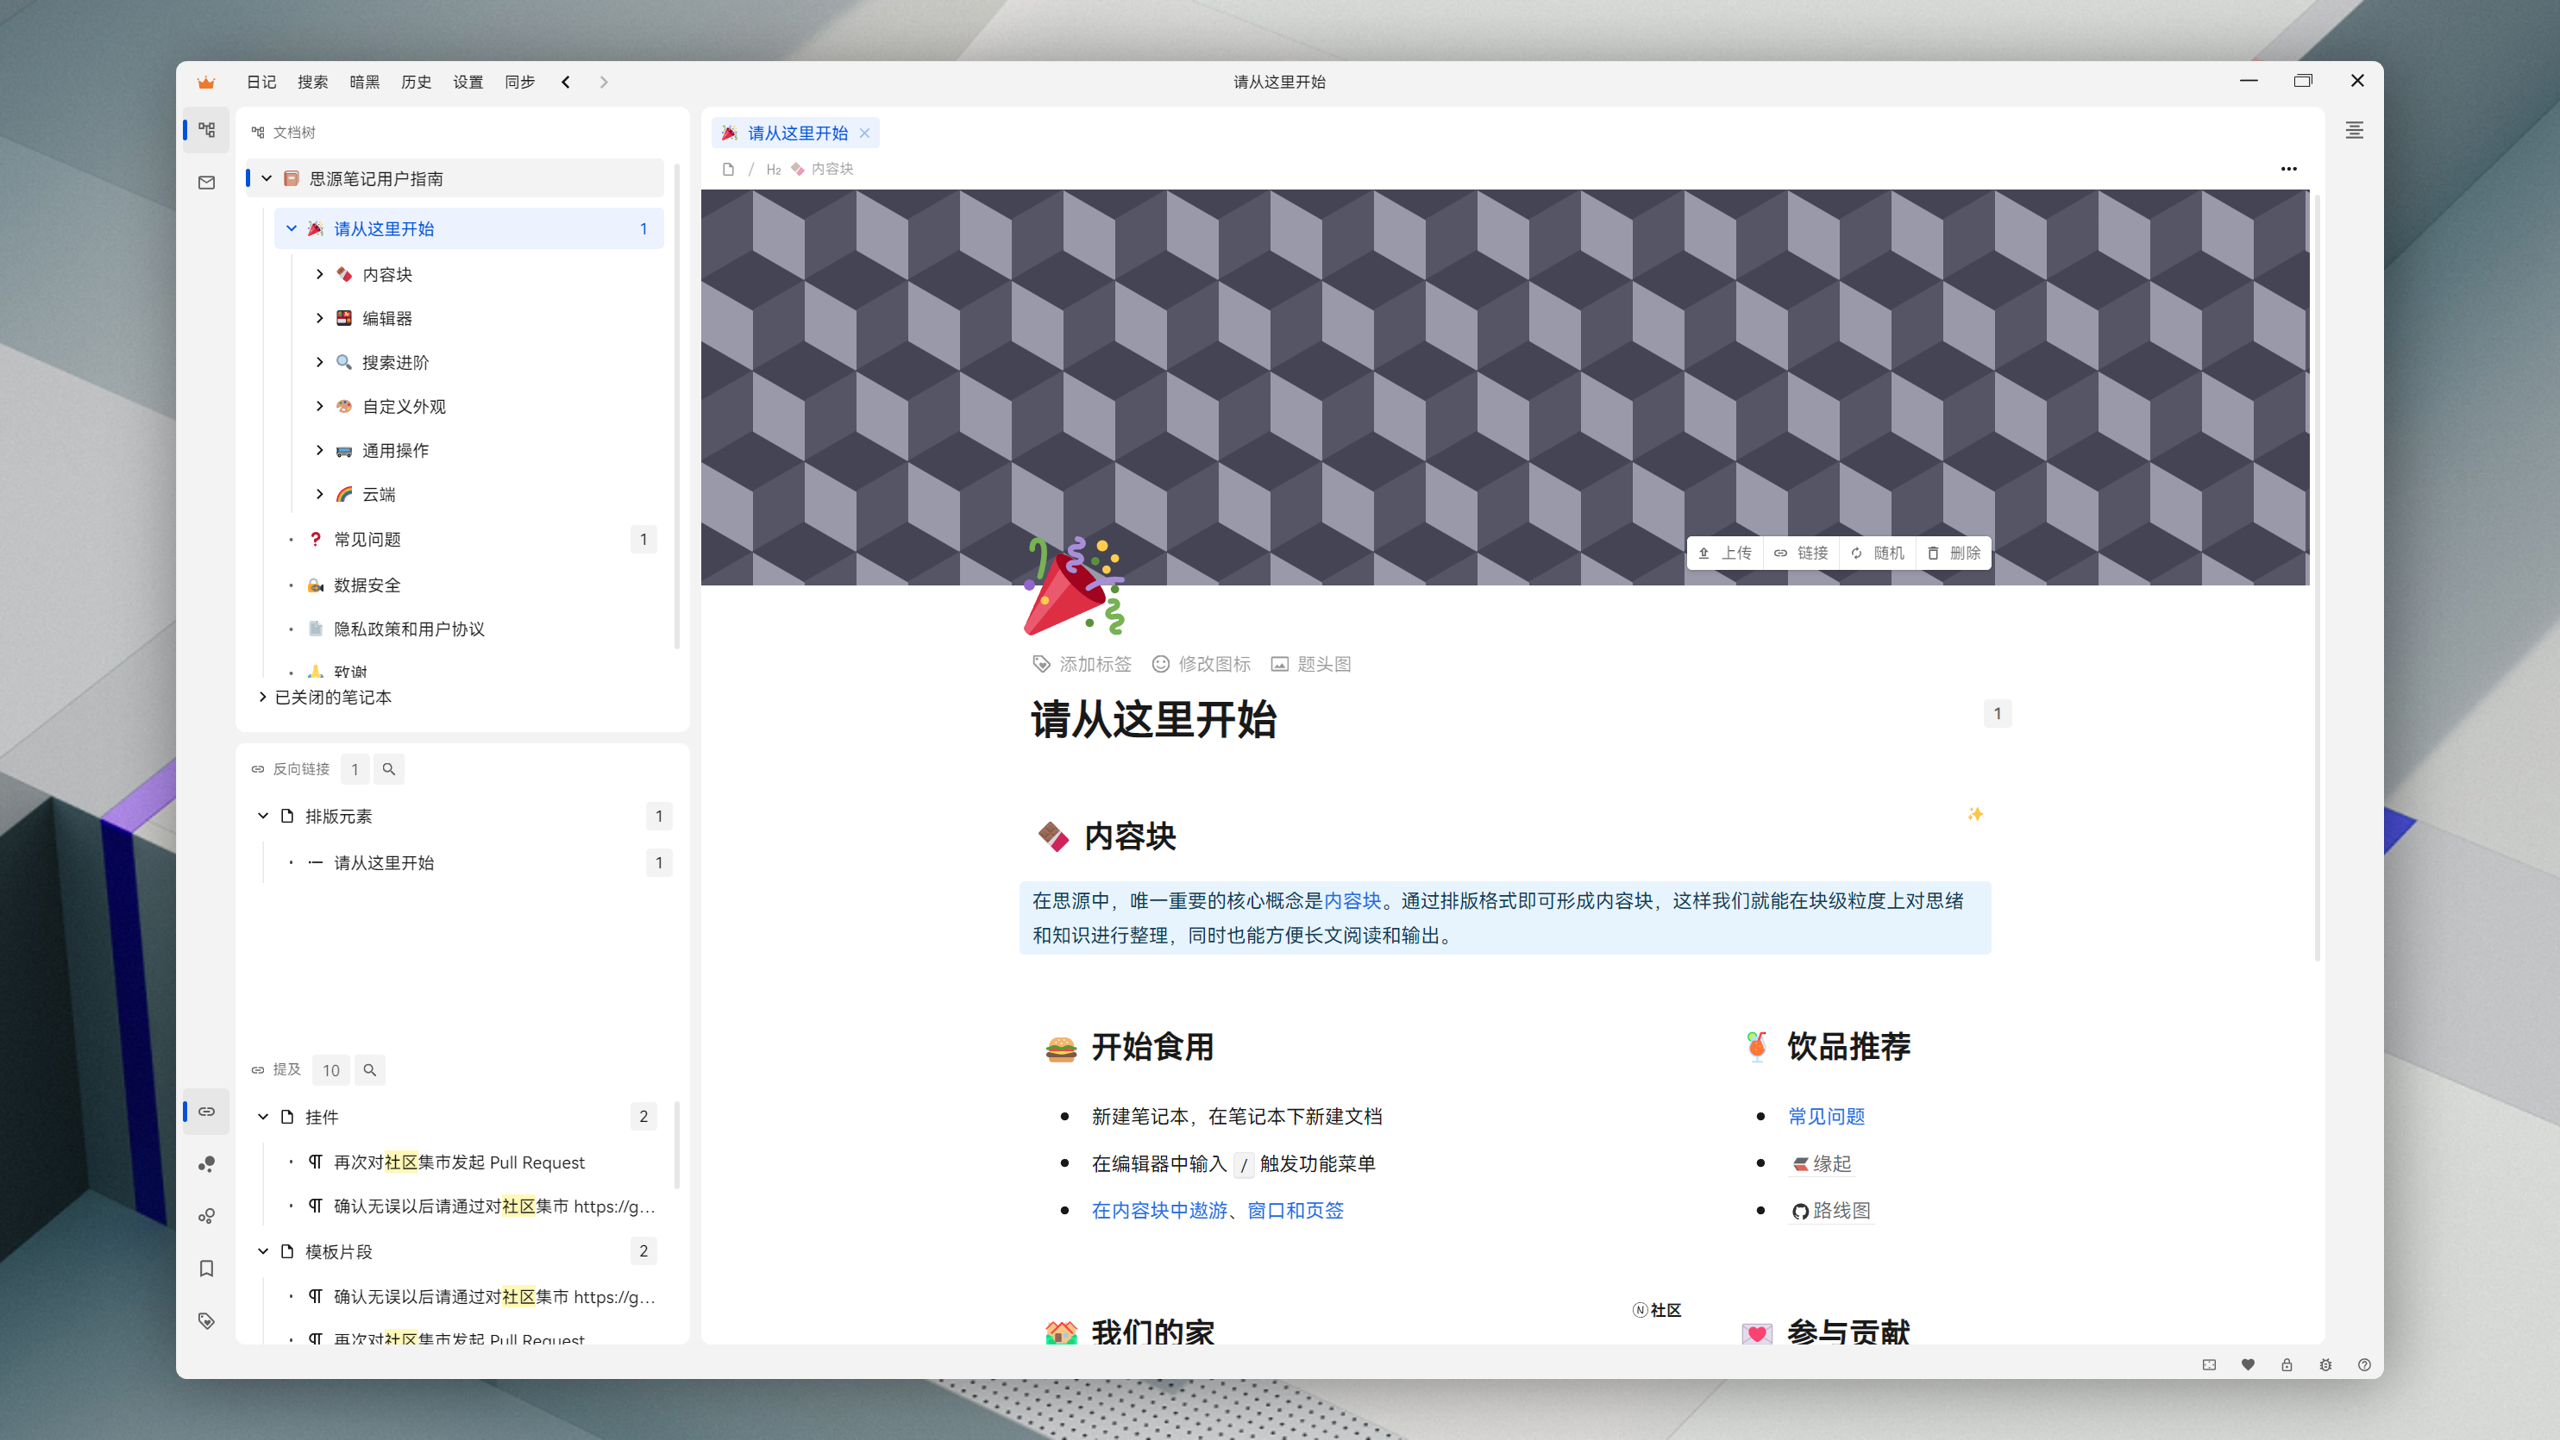 日记 搜索 暗黑 历史 设置 同步
请从这里开始
文档树
思源笔记用户指南
请从这里开始 1
内容块
编辑器
搜索进阶
自定义外观
通用操作
云端
常见问题 1
数据安全
隐私政策和用户协议
致谢
已关闭的笔记本
反向链接 1
排版元素 1
请从这里开始 1
提及 10
挂件 2
再次对社区集市发起 Pull Request
确认无误以后请通过对社区集市 https://g...
模板片段 2
确认无误以后请通过对社区集市 https://g...
再次对社区集市发起 Pull Request
请从这里开始
/ H2 内容块
上传 链接 随机 删除
添加标签 修改图标 题头图
请从这里开始 1
内容块
在思源中，唯一重要的核心概念是内容块。通过排版格式即可形成内容块，这样我们就能在块级粒度上对思绪
和知识进行整理，同时也能方便长文阅读和输出。
开始食用
新建笔记本，在笔记本下新建文档
在编辑器中输入 / 触发功能菜单
在内容块中遨游、窗口和页签
饮品推荐
常见问题
缘起
路线图
N社区
我们的家
参与贡献